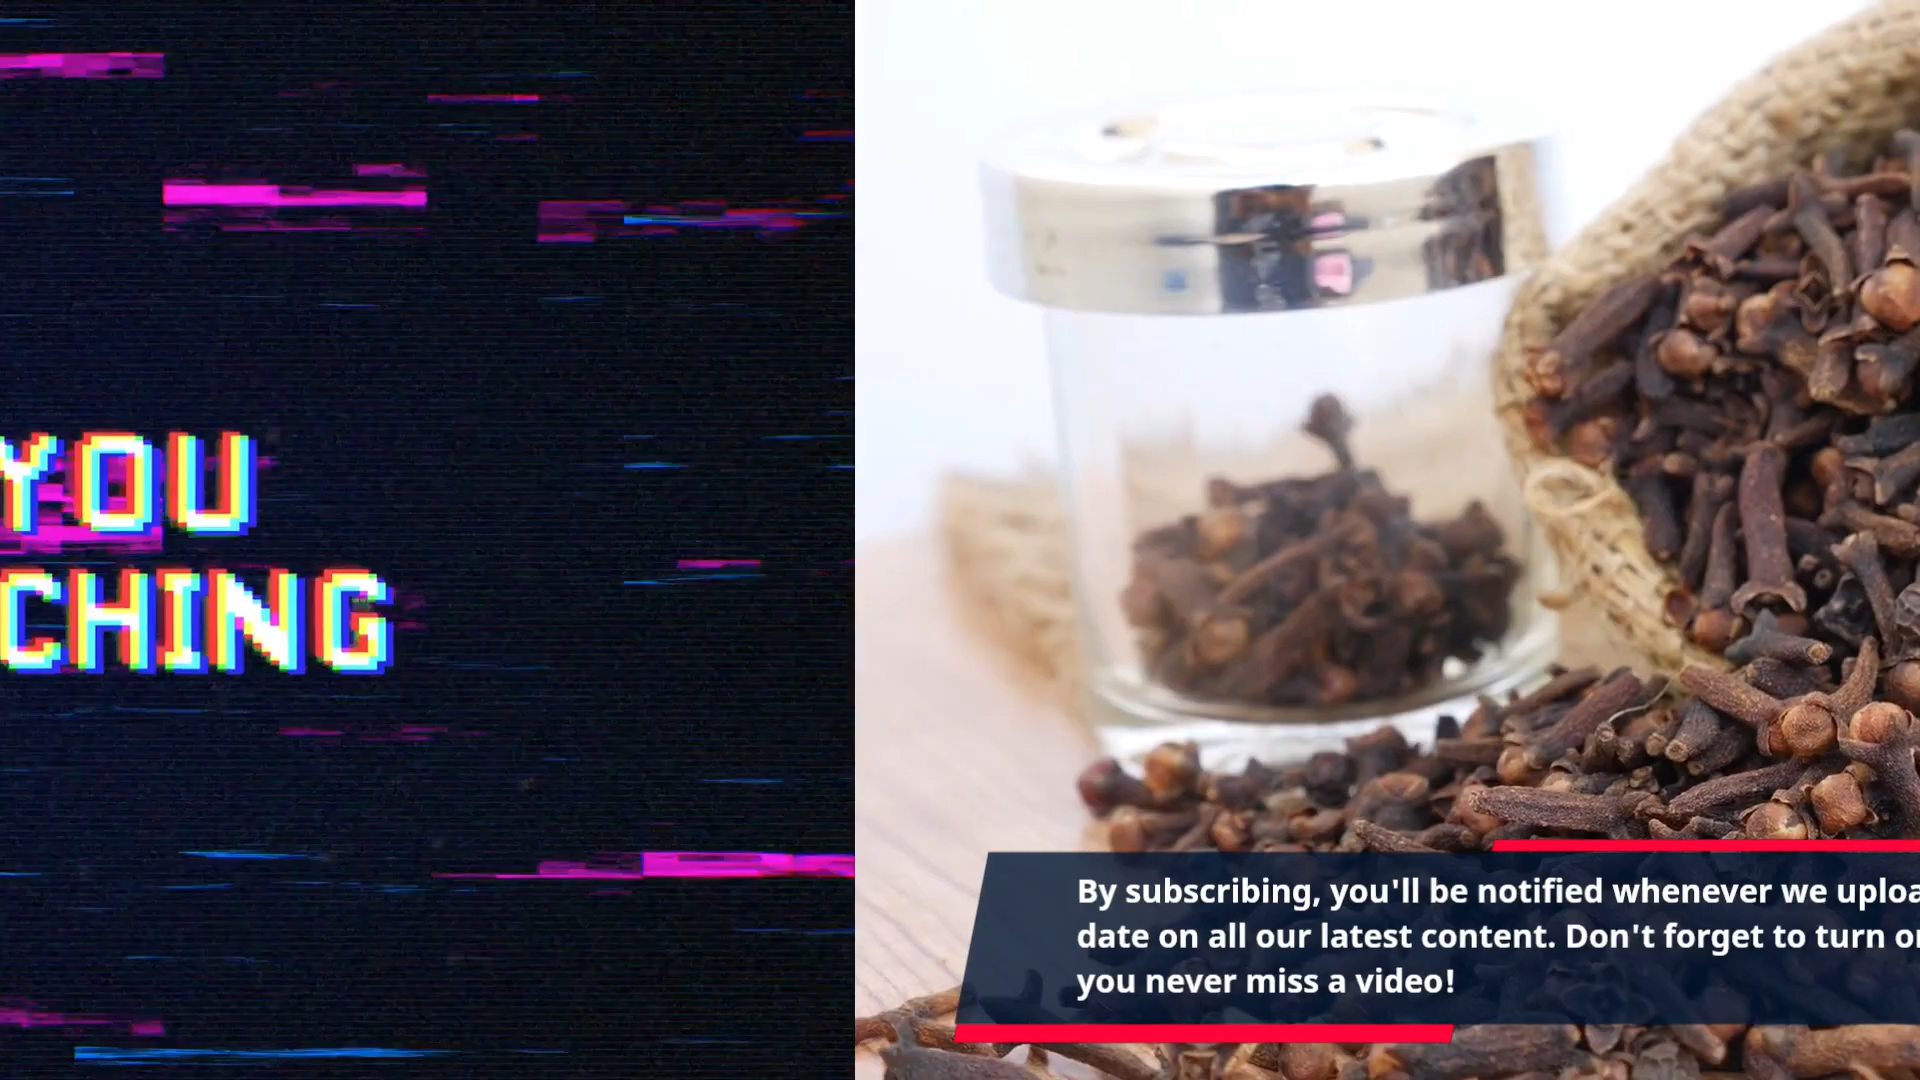 YOU
CHING
By subscribing, you'll be notified whenever we uploa
date on all our latest content. Don't forget to turn o
you never miss a video!